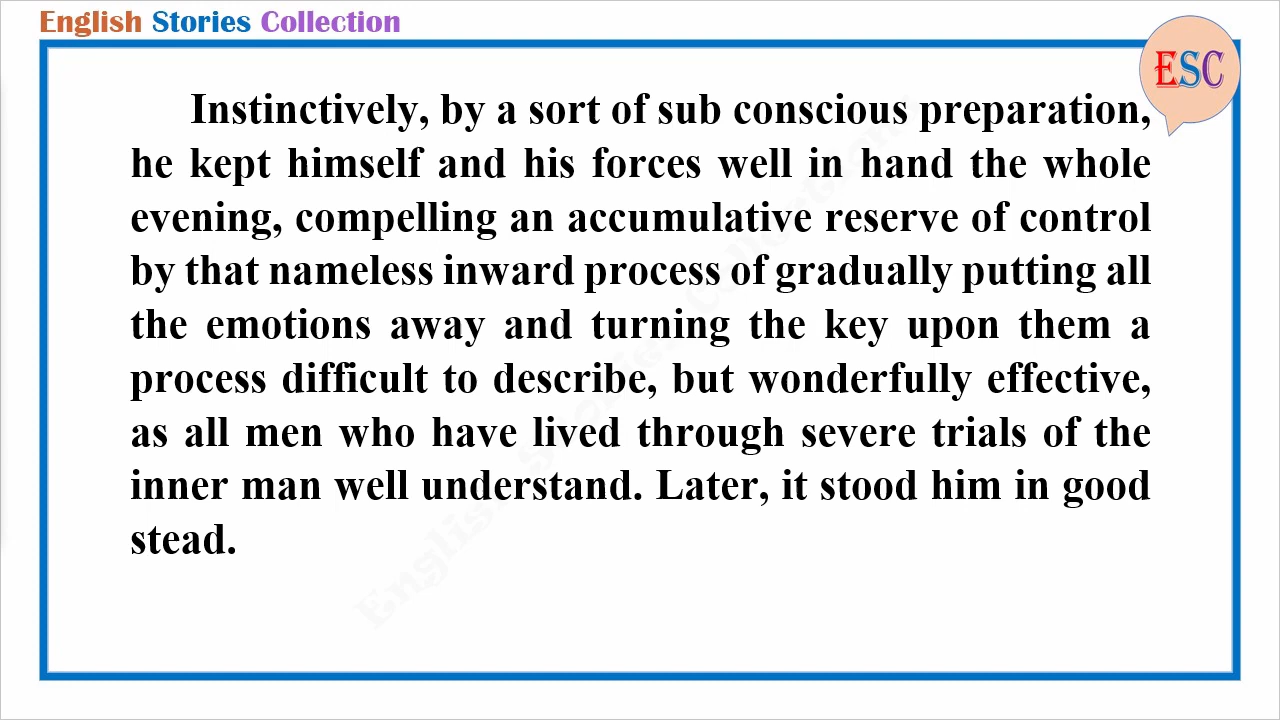 English Stories Collection
ESC
Instinctively, by a sort of sub conscious preparation,
he kept himself and his forces well in hand the whole
evening, compelling an accumulative reserve of control
by that nameless inward process of gradually putting all
the emotions away and turning the key upon them a
process difficult to describe, but wonderfully effective,
as all men who have lived through severe trials of the
inner man well understand. Later, it stood him in good
stead.
English Stories Collections